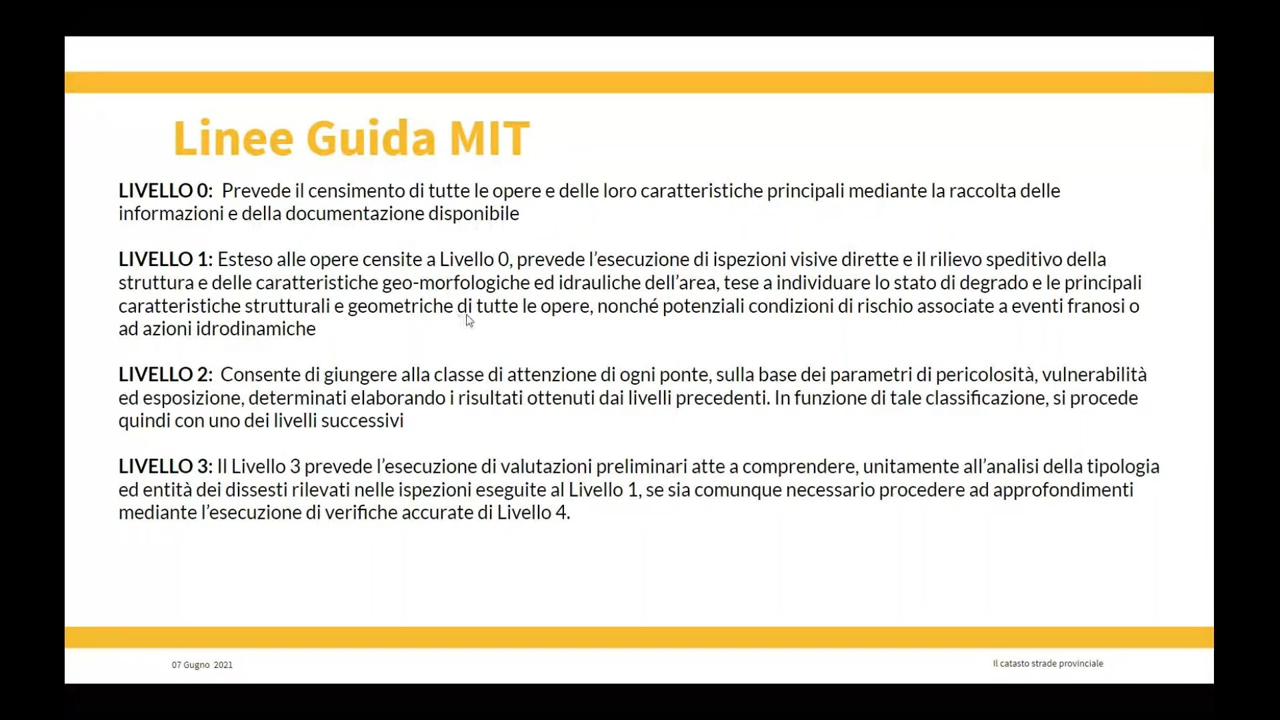 Linee Guida MIT
LIVELLO 0: Prevede il censimento di tutte le opere e delle loro caratteristiche principali mediante la raccolta delle
informazioni e della documentazione disponibile
LIVELLO 1: Esteso alle opere censite a Livello 0, prevede l’esecuzione di ispezioni visive dirette e il rilievo speditivo della
struttura e delle caratteristiche geo-morfologiche ed idrauliche dell’area, tese a individuare lo stato di degrado e le principali
caratteristiche strutturali e geometriche di tutte le opere, nonché potenziali condizioni di rischio associate a eventi franosi o
ad azioni idrodinamiche
LIVELLO 2: Consente di giungere alla classe di attenzione di ogni ponte, sulla base dei parametri di pericolosità, vulnerabilità
ed esposizione, determinati elaborando i risultati ottenuti dai livelli precedenti. In funzione di tale classificazione, si procede
quindi con uno dei livelli successivi
LIVELLO 3: Il Livello 3 prevede l’esecuzione di valutazioni preliminari atte a comprendere, unitamente all’analisi della tipologia
ed entità dei dissesti rilevati nelle ispezioni eseguite al Livello 1, se sia comunque necessario procedere ad approfondimenti
mediante l’esecuzione di verifiche accurate di Livello 4.
07 Gugno 2021
Il catasto strade provinciale